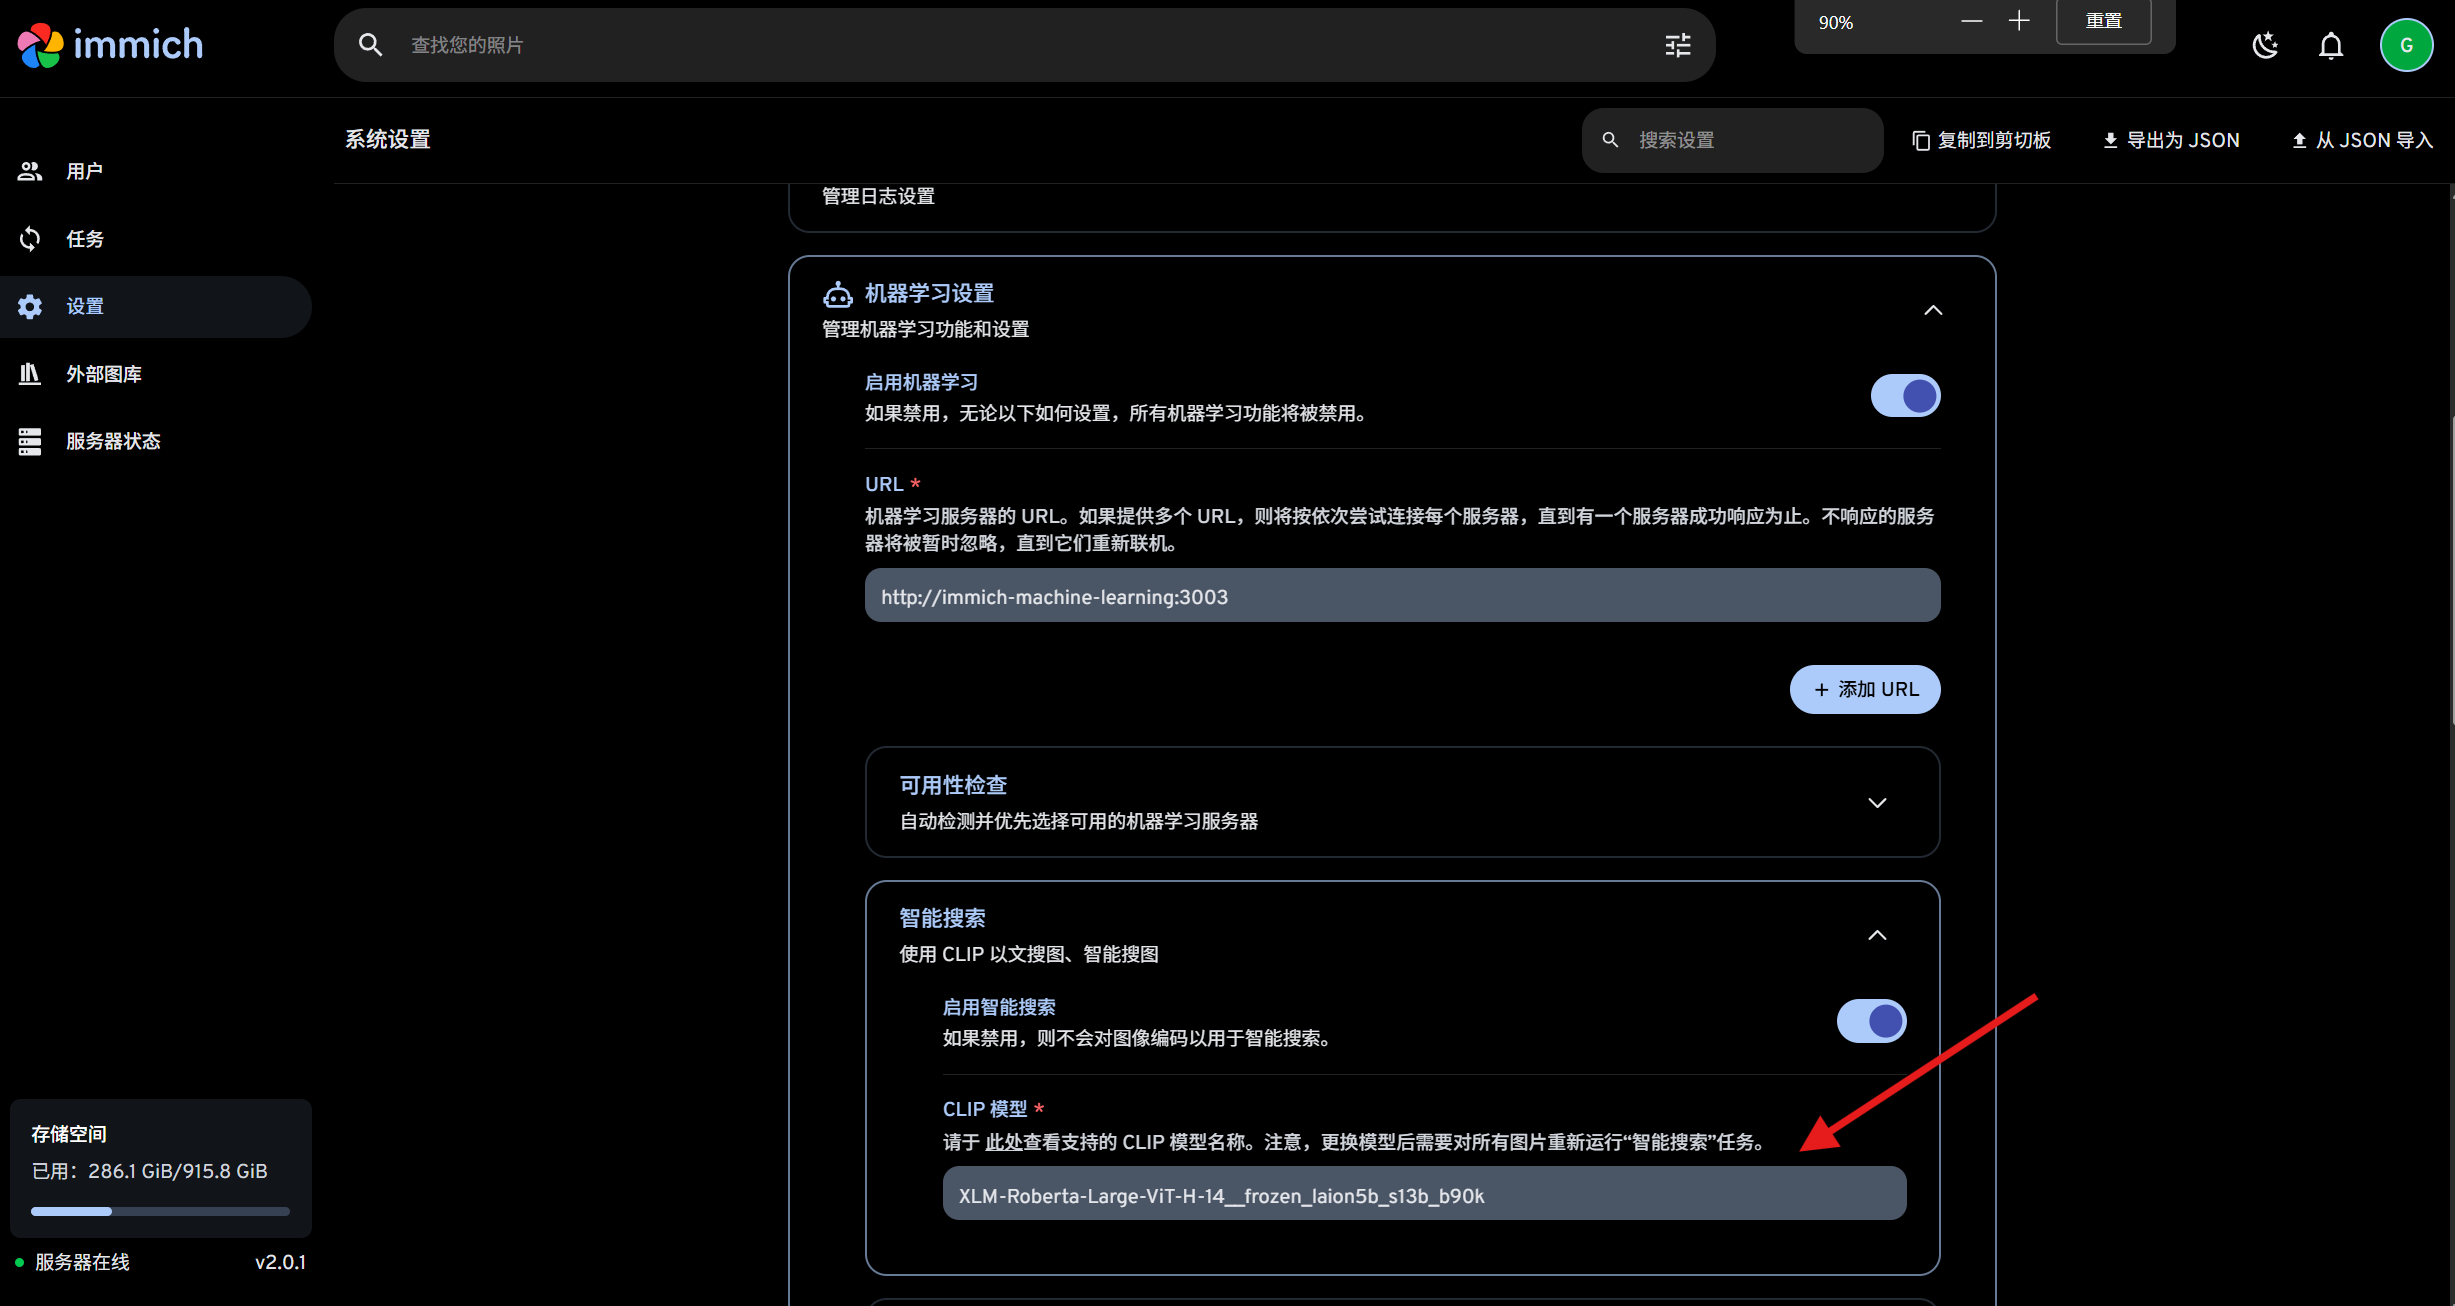 immich
查找您的照片
90%
重置
G
系统设置
搜索设置
复制到剪切板
导出为 JSON
从 JSON 导入
用户
任务
设置
外部图库
服务器状态
管理日志设置
机器学习设置
管理机器学习功能和设置
启用机器学习
如果禁用，无论以下如何设置，所有机器学习功能将被禁用。
URL *
机器学习服务器的 URL。如果提供多个 URL，则将按依次尝试连接每个服务器，直到有一个服务器成功响应为止。不响应的服务
器将被暂时忽略，直到它们重新联机。
http://immich-machine-learning:3003
+ 添加 URL
可用性检查
自动检测并优先选择可用的机器学习服务器
智能搜索
使用 CLIP 以文搜图、智能搜图
启用智能搜索
如果禁用，则不会对图像编码以用于智能搜索。
CLIP 模型 *
请于 此处查看支持的 CLIP 模型名称。注意，更换模型后需要对所有图片重新运行“智能搜索”任务。
XLM-Roberta-Large-ViT-H-14__frozen_laion5b_s13b_b90k
存储空间
已用：286.1 GiB/915.8 GiB
服务器在线
v2.0.1